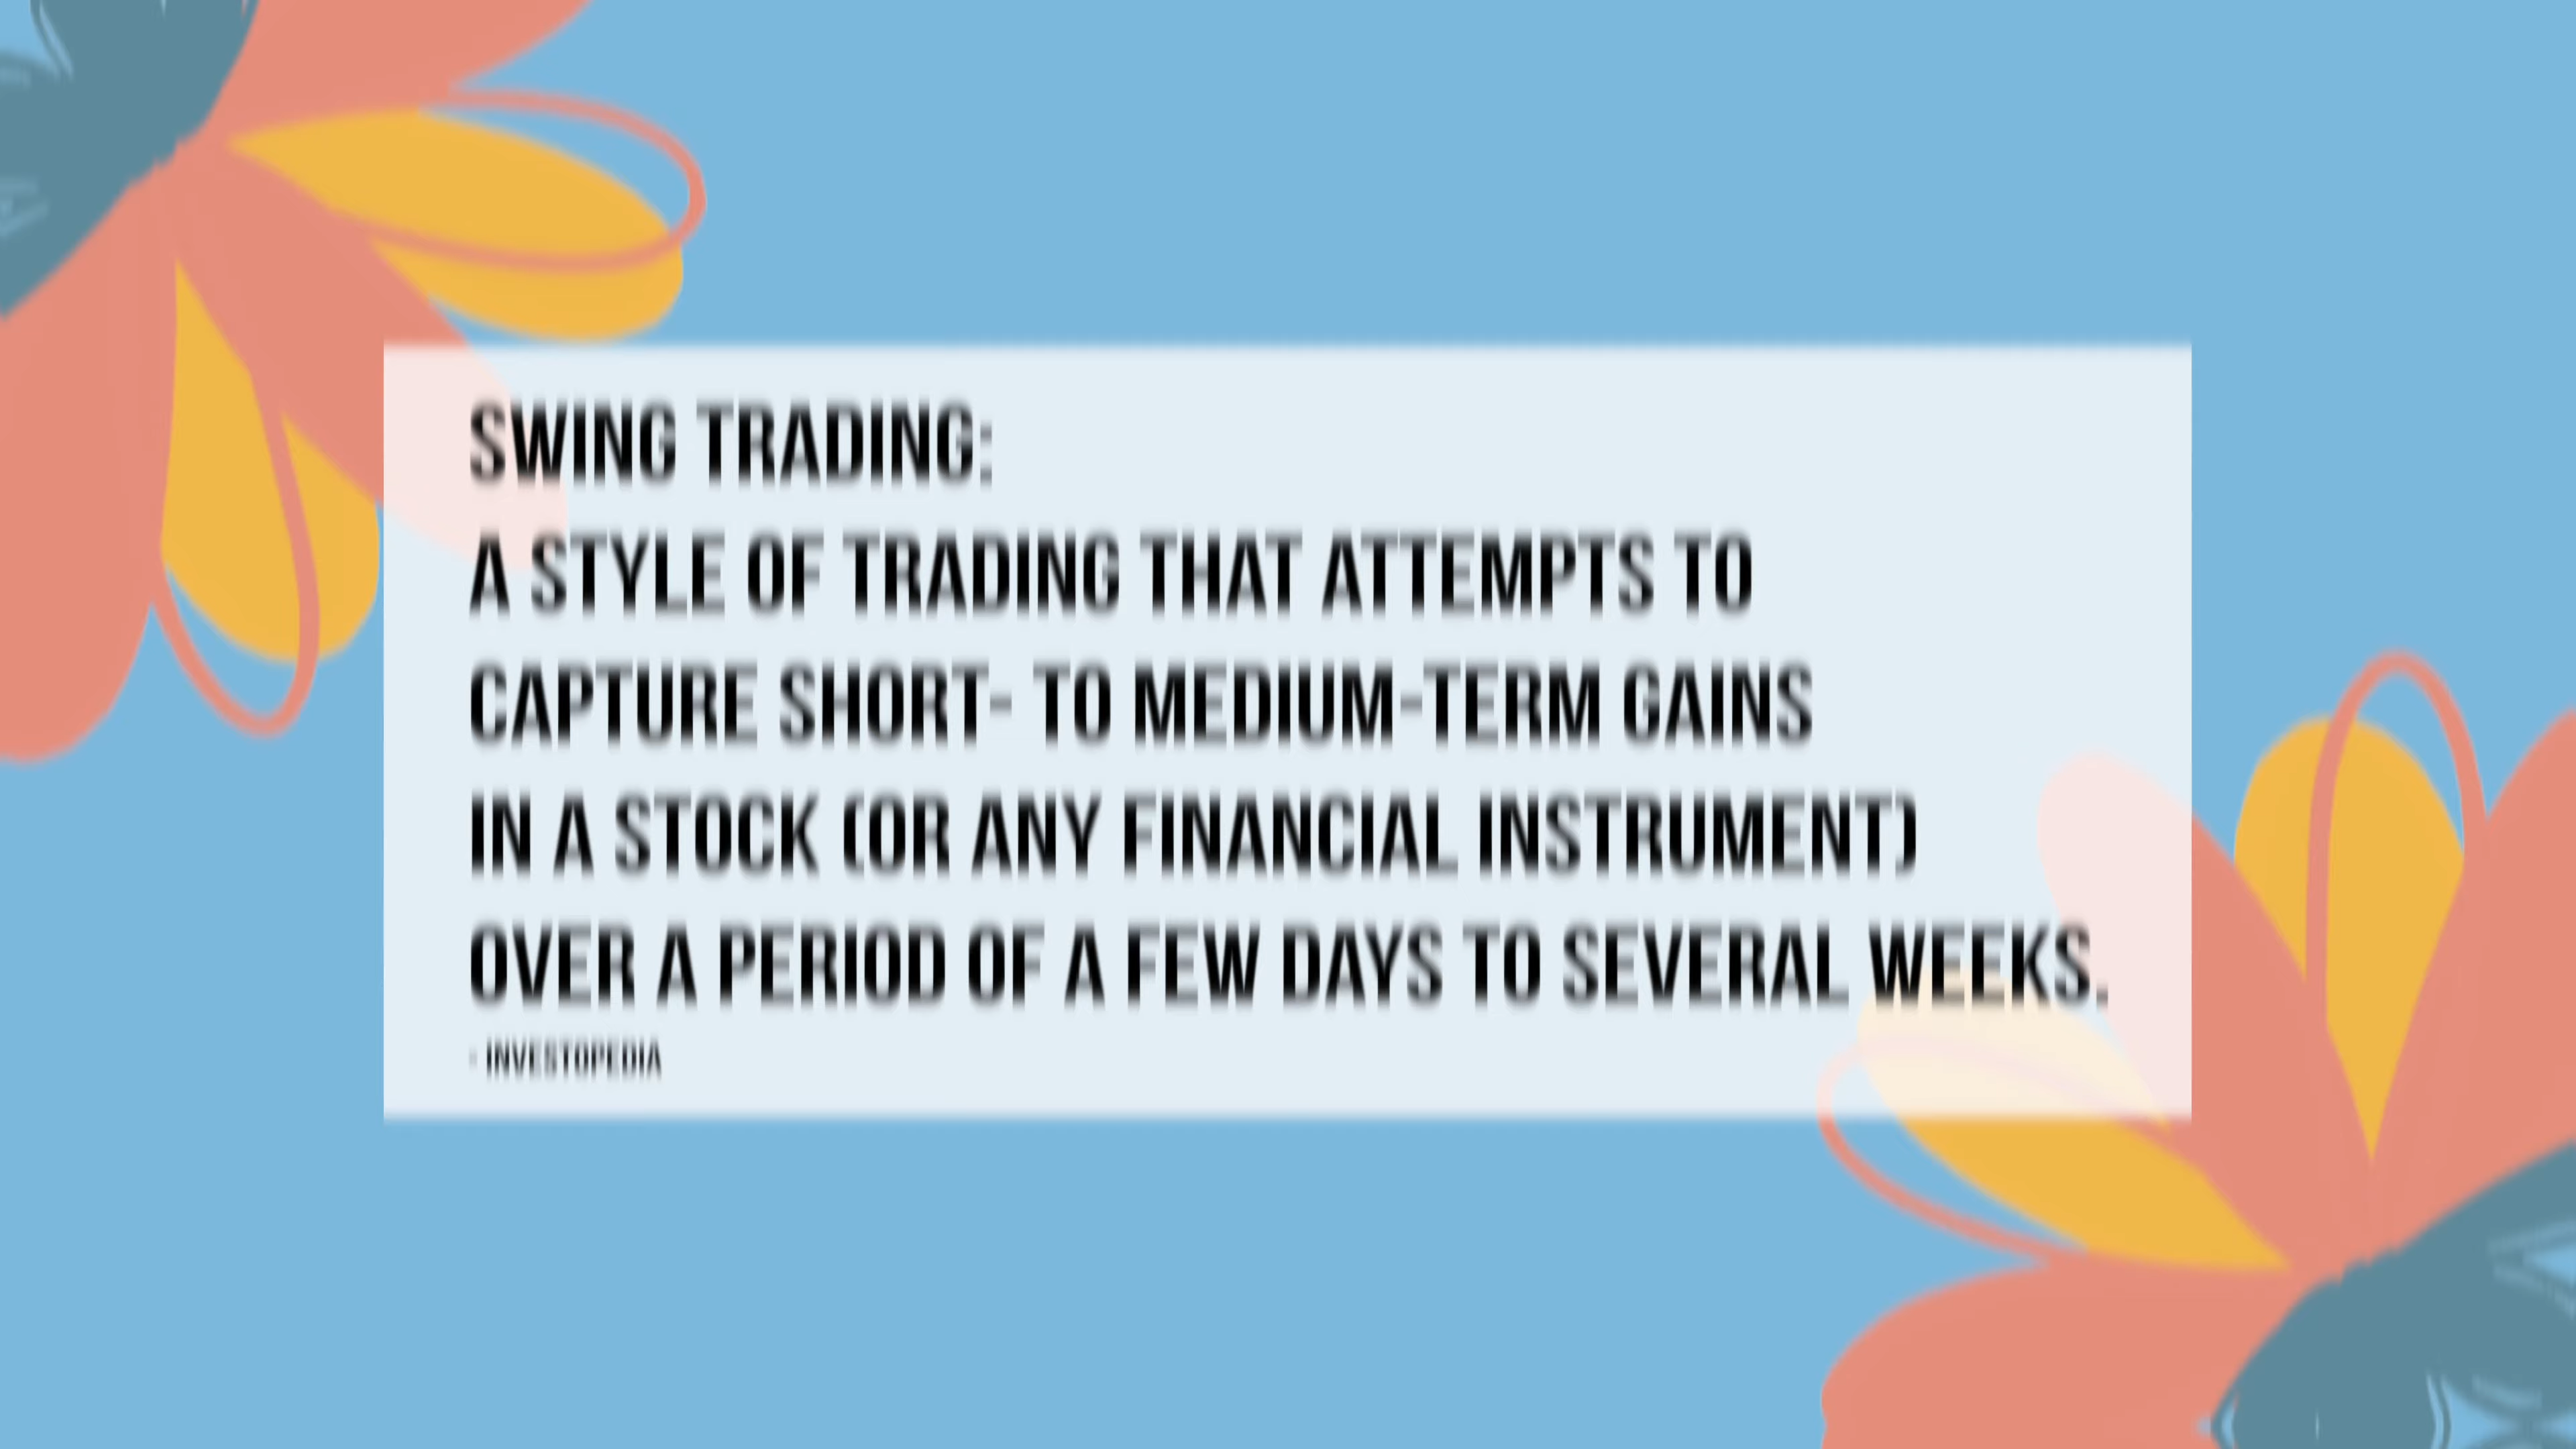 SWING TRADING:
A STYLE OF TRADING THAT ATTEMPTS TO
CAPTURE SHORT- TO MEDIUM-TERM GAINS
IN A STOCK (OR ANY FINANCIAL INSTRUMENT)
OVER A PERIOD OF A FEW DAYS TO SEVERAL WEEKS.
- INVESTOPEDIA